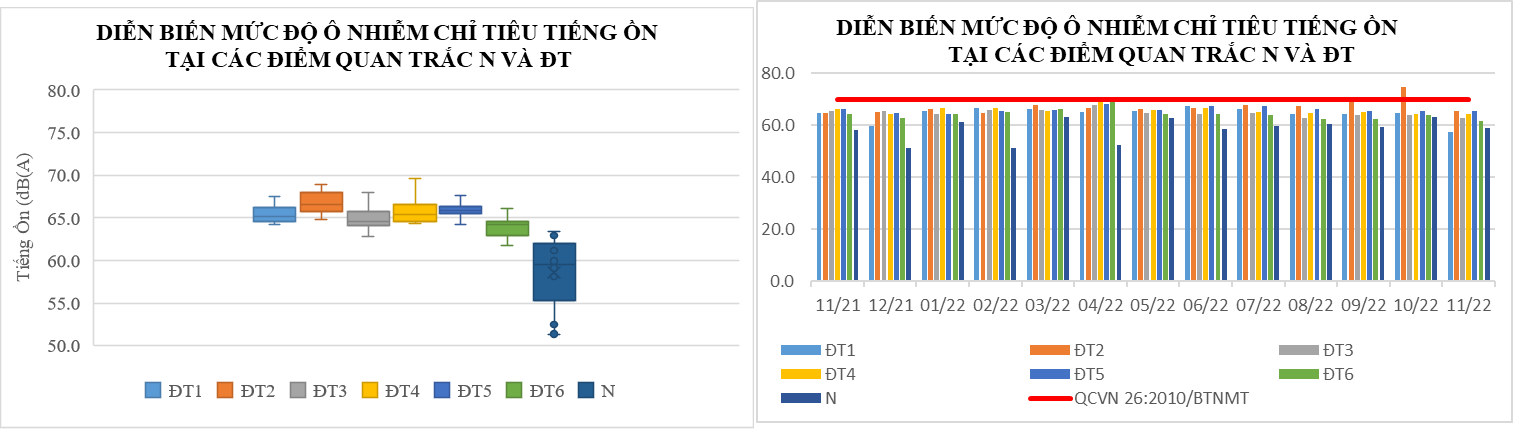 DIỄN BIẾN MỨC ĐỘ Ô NHIỄM CHỈ TIÊU TIẾNG ỒN
TẠI CÁC ĐIỂM QUAN TRẮC N VÀ ĐT
80.0
75.0
70.0
65.0
60.0
55.0
50.0
Tiếng Ồn (dB(A)
ĐT1 ĐT2 ĐT3 ĐT4 ĐT5 ĐT6 N
DIỄN BIẾN MỨC ĐỘ Ô NHIỄM CHỈ TIÊU TIẾNG ỒN
TẠI CÁC ĐIỂM QUAN TRẮC N VÀ ĐT
80.0
60.0
40.0
20.0
0.0
11/21 12/21 01/22 02/22 03/22 04/22 05/22 06/22 07/22 08/22 09/22 10/22 11/22
ĐT1 ĐT2 ĐT3
ĐT4 ĐT5 ĐT6
N QCVN 26:2010/BTNMT